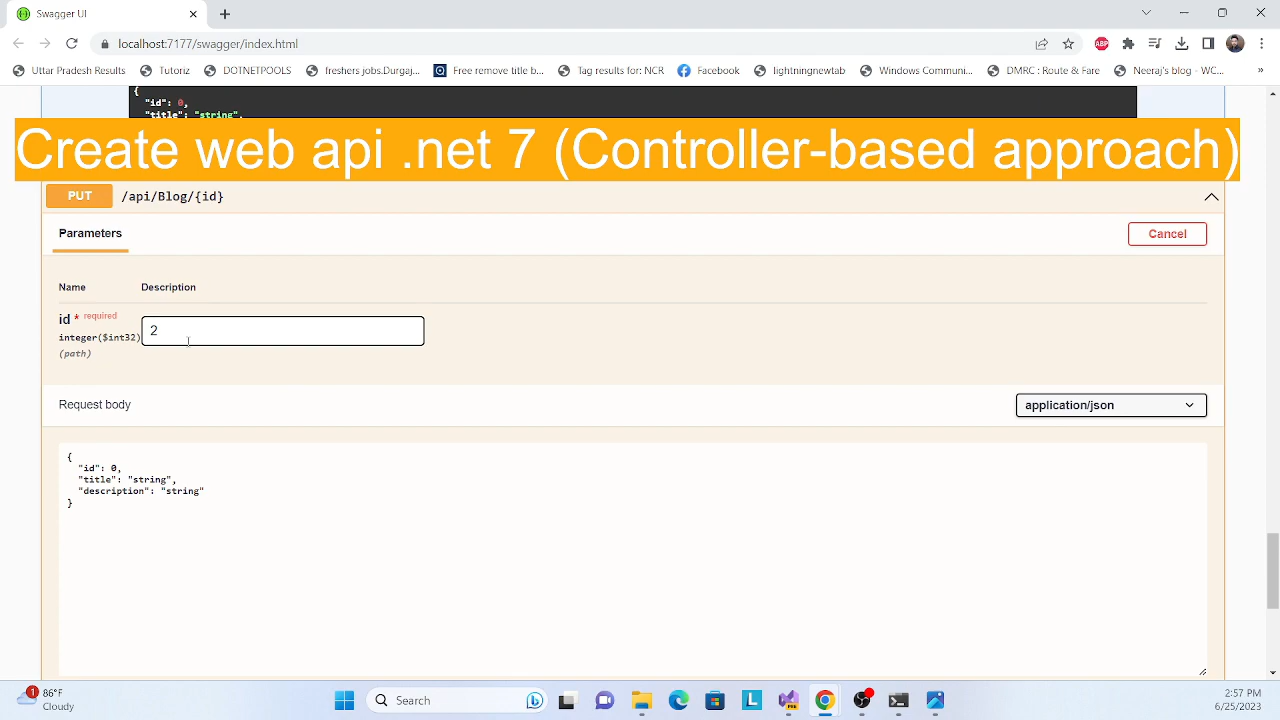 Swagger UI
localhost:7177/swagger/index.html
ABP
Uttar Pradesh Results
Tutoriz
DOTNETPOOLS
freshers jobs.Durgaj...
Free remove title b...
Tag results for: NCR
Facebook
lightningnewtab
Windows Communi...
DMRC : Route & Fare
Neeraj's blog - WC...
»
{
"id": 0,
"title": "string",
Create web api .net 7 (Controller-based approach)
PUT /api/Blog/{id}
Parameters
Cancel
Name Description
id * required
integer($int32)
(path)
2
Request body
application/json
{
"id": 0,
"title": "string",
"description": "string"
}
1
86°F
Cloudy
Search
L
2:57 PM
6/25/2023